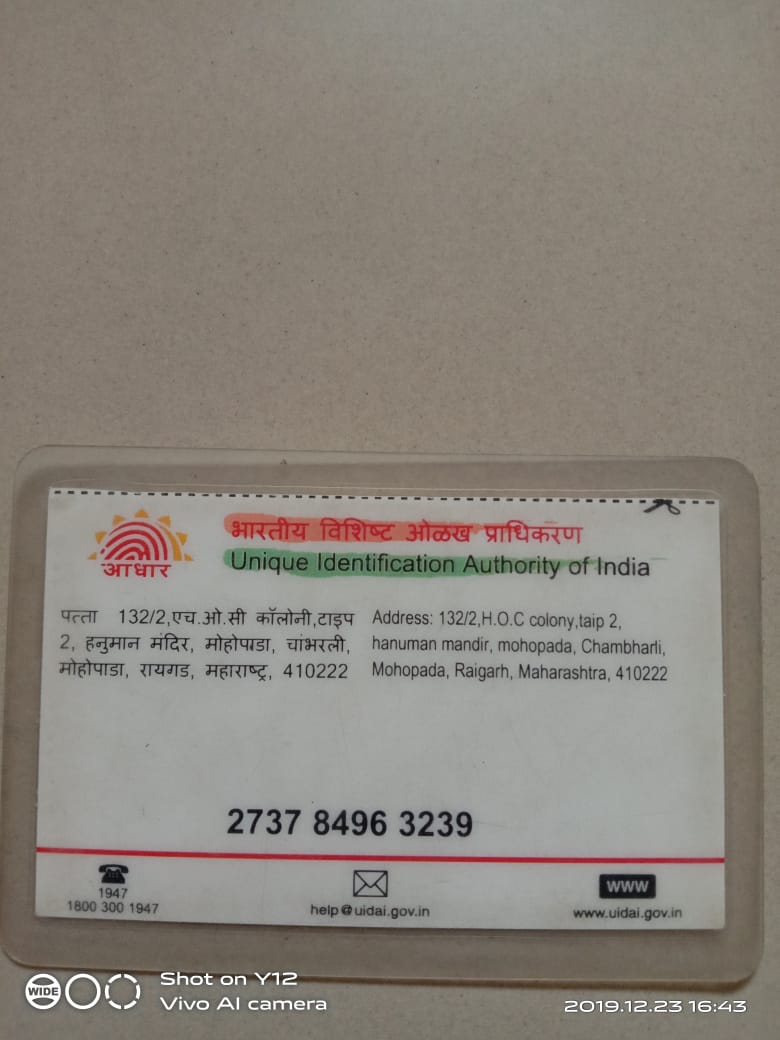 भारतीय विशिष्ट ओळख प्राधिकरण
Unique Identification Authority of India
आधार
पत्ता 132/2,एच.ओ.सी कॉलोनी,टाइप
2, हनुमान मंदिर, मोहोपाडा, चांभरली,
मोहोपाडा, रायगड, महाराष्ट्र, 410222
Address: 132/2,H.O.C colony,taip 2,
hanuman mandir, mohopada, Chambharli,
Mohopada, Raigarh, Maharashtra, 410222
2737 8496 3239
1947
1800 300 1947
help@uidai.gov.in
www
www.uidai.gov.in
WIDE
Shot on Y12
Vivo AI camera
2019.12.23 16:43